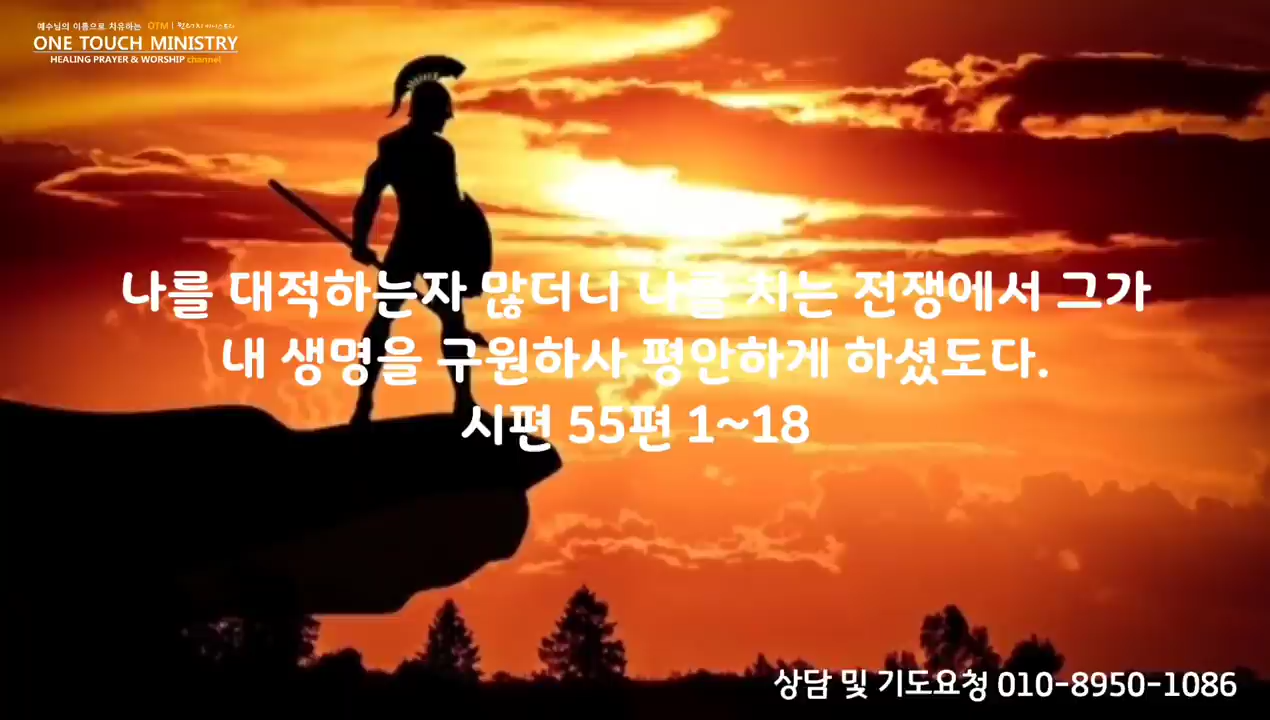 예수님의 이름으로 치유하는 OTM |
ONE TOUCH MINISTRY
HEALING PRAYER & WORSHIP channel
나를 대적하는자 많더니 나를 치는 전쟁에서 그가
내 생명을 구원하사 평안하게 하셨도다.
시편 55편 1~18
상담 및 기도요청 010-8950-1086